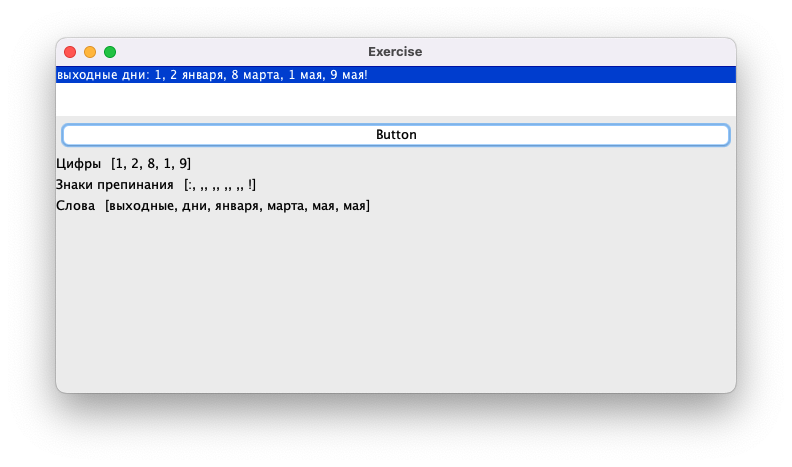 Exercise
выходные дни: 1, 2 января, 8 марта, 1 мая, 9 мая!
Button
Цифры [1, 2, 8, 1, 9]
Знаки препинания [:, ,, ,, ,, ,, !]
Слова [выходные, дни, января, марта, мая, мая]